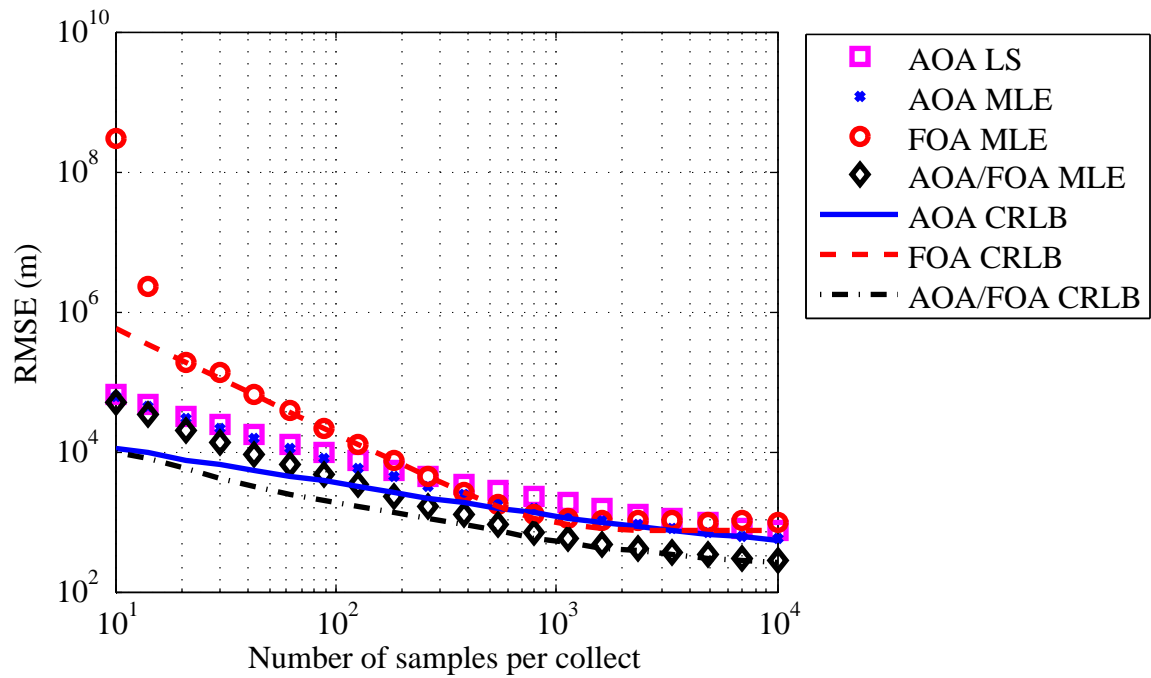 10^10
10^8
10^6
10^4
10^2
RMSE (m)
10^1
10^2
10^3
10^4
Number of samples per collect
AOA LS
AOA MLE
FOA MLE
AOA/FOA MLE
AOA CRLB
FOA CRLB
AOA/FOA CRLB